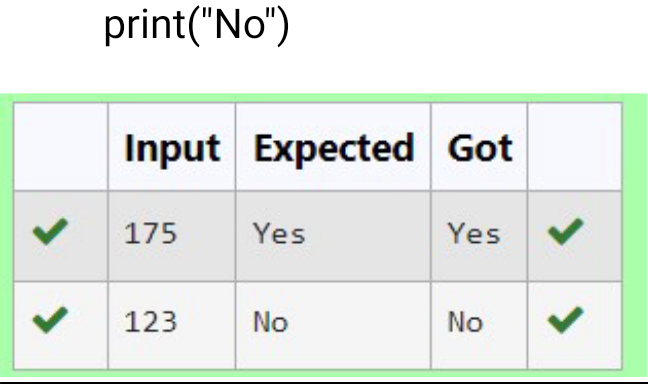 print("No")
Input Expected Got
175 Yes Yes
123 No No